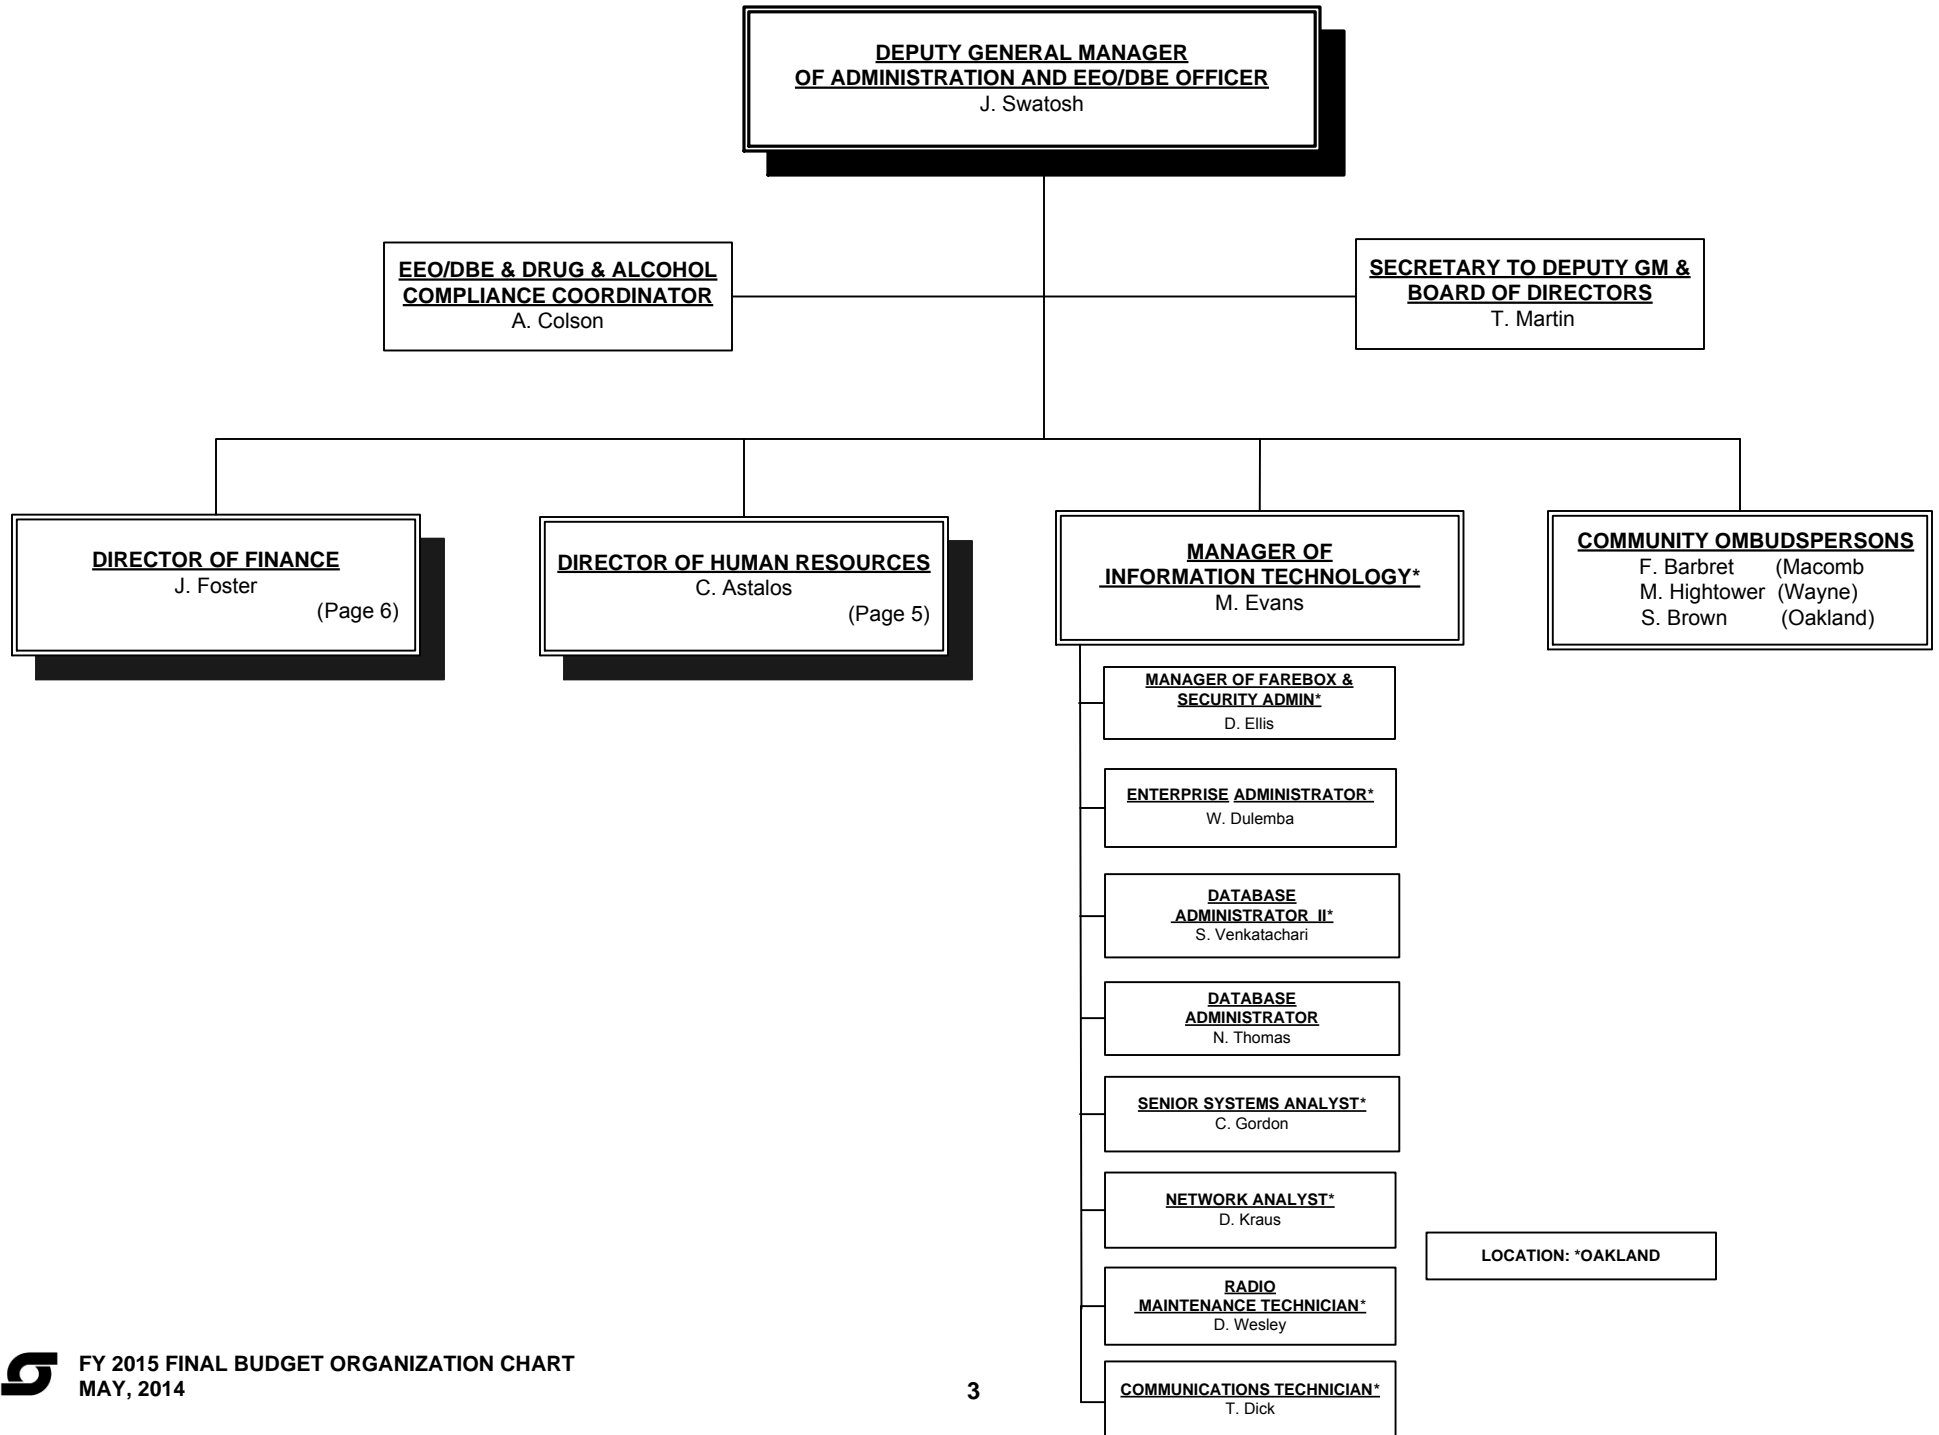 DEPUTY GENERAL MANAGER
OF ADMINISTRATION AND EEO/DBE OFFICER
J. Swatosh
EEO/DBE & DRUG & ALCOHOL
COMPLIANCE COORDINATOR
A. Colson
SECRETARY TO DEPUTY GM &
BOARD OF DIRECTORS
T. Martin
DIRECTOR OF FINANCE
J. Foster
(Page 6)
DIRECTOR OF HUMAN RESOURCES
C. Astalos
(Page 5)
MANAGER OF
INFORMATION TECHNOLOGY*
M. Evans
COMMUNITY OMBUDSPERSONS
F. Barbret (Macomb
M. Hightower (Wayne)
S. Brown (Oakland)
MANAGER OF FAREBOX &
SECURITY ADMIN*
D. Ellis
ENTERPRISE ADMINISTRATOR*
W. Dulemba
DATABASE
ADMINISTRATOR II*
S. Venkatachari
DATABASE
ADMINISTRATOR
N. Thomas
SENIOR SYSTEMS ANALYST*
C. Gordon
NETWORK ANALYST*
D. Kraus
LOCATION: *OAKLAND
RADIO
MAINTENANCE TECHNICIAN*
D. Wesley
COMMUNICATIONS TECHNICIAN*
T. Dick
FY 2015 FINAL BUDGET ORGANIZATION CHART
MAY, 2014
3